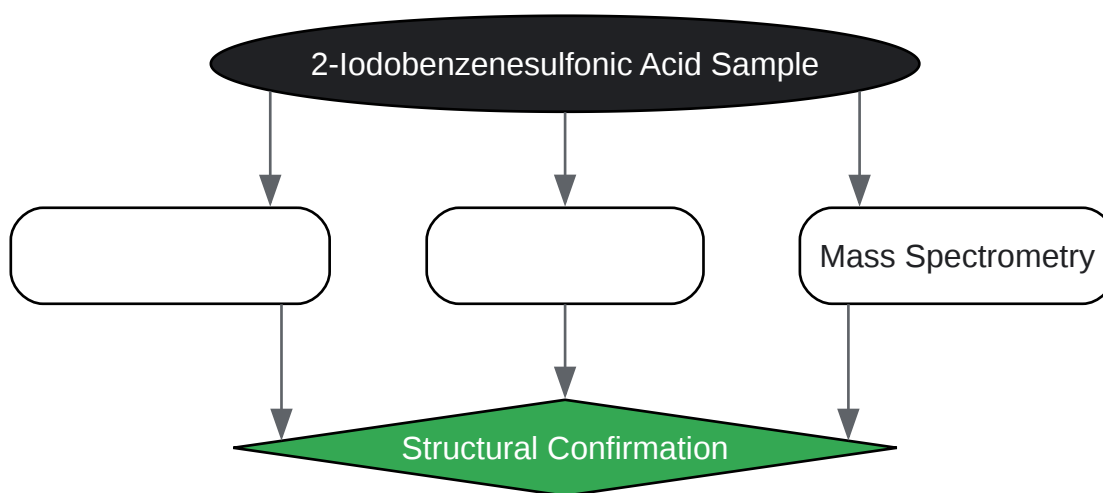 2-Iodobenzenesulfonic Acid Sample
Mass Spectrometry
Structural Confirmation